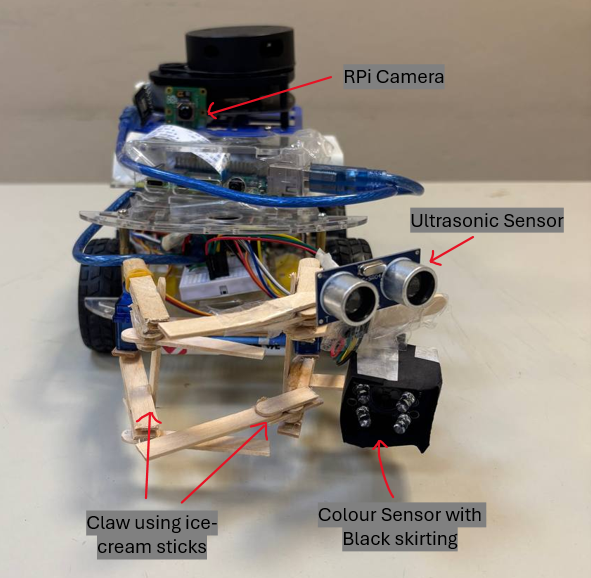 RPi Camera
Ultrasonic Sensor
Claw using ice-
cream sticks
Colour Sensor with
Black skirting